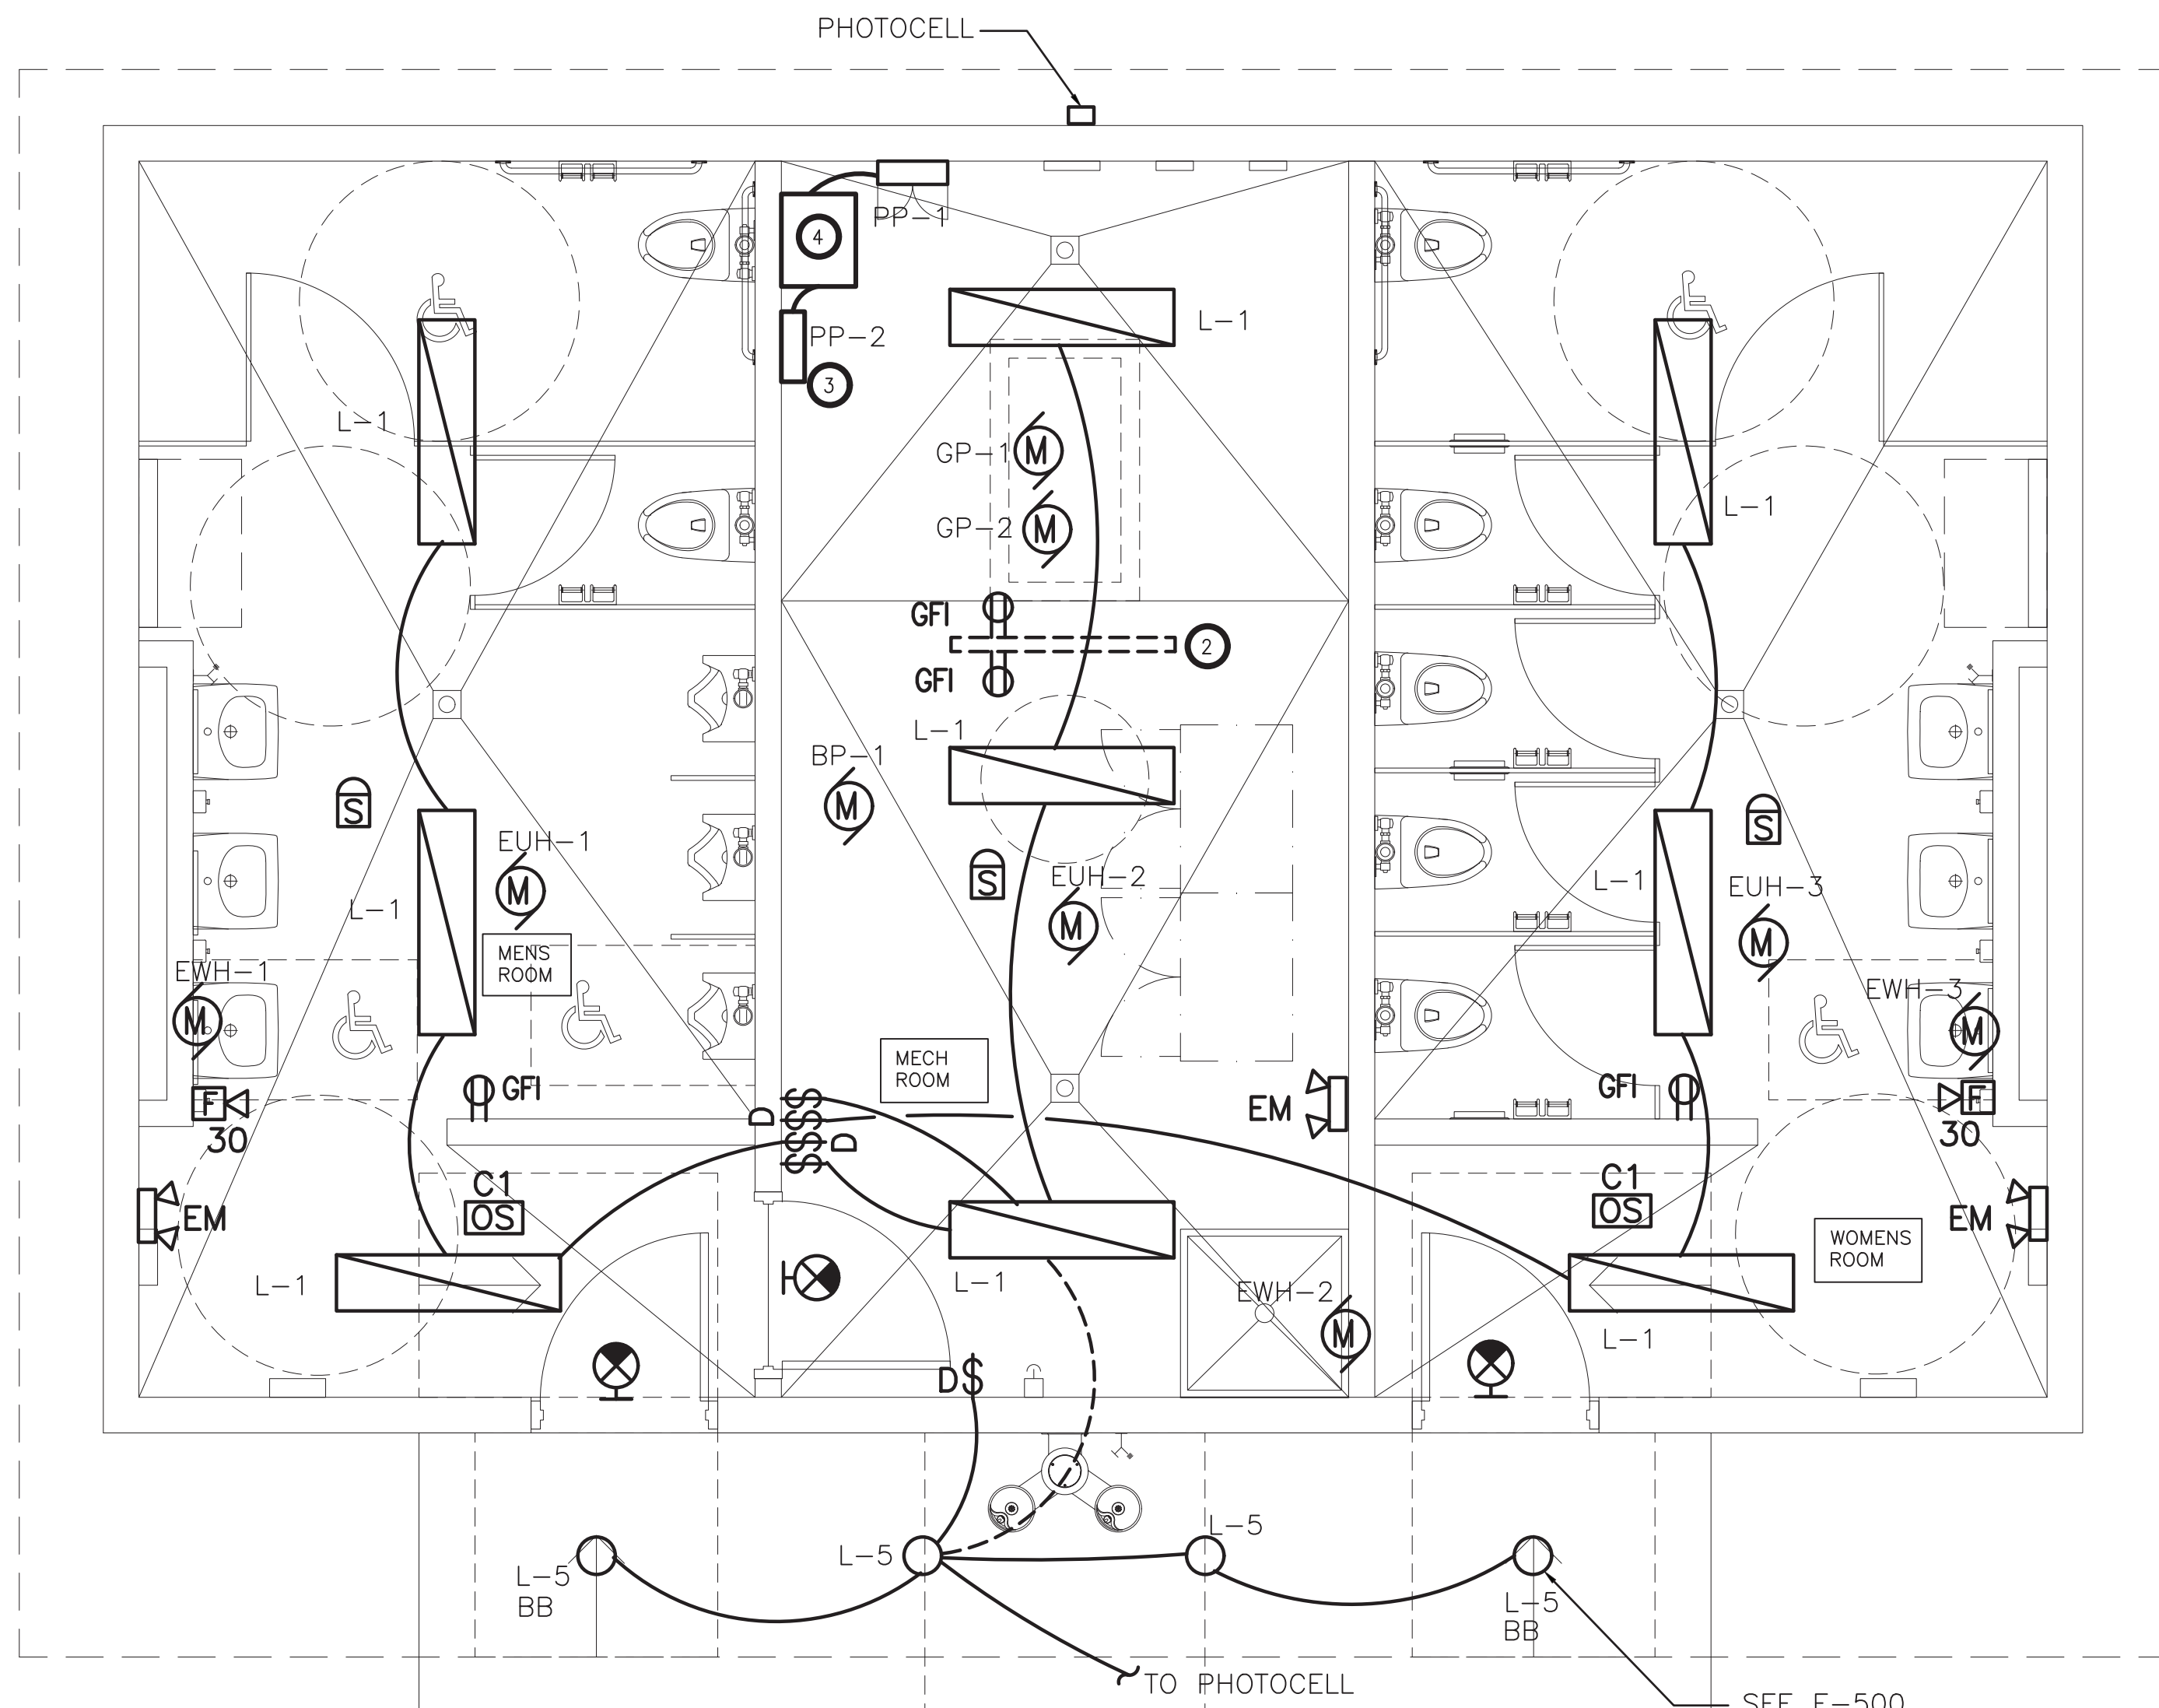 PHOTOCELL
PP-1
4
L-1
PP-2
3
L-1
GP-1
M
L-1
GP-2
M
GFI
2
GFI
L-1
BP-1
M
S
S
EUH-1
M
S
EUH-2
M
L-1
EUH-3
M
L-1
MENS
ROOM
EWH-1
M
EWH-3
M
MECH
ROOM
GFI
GFI
F
30
D
$
$
$
$
D
EM
F
30
C1
OS
C1
OS
EM
EM
WOMENS
ROOM
L-1
L-1
EWH-2
M
L-1
D$
L-5
BB
L-5
L-5
L-5
BB
TO PHOTOCELL
SEE E-500